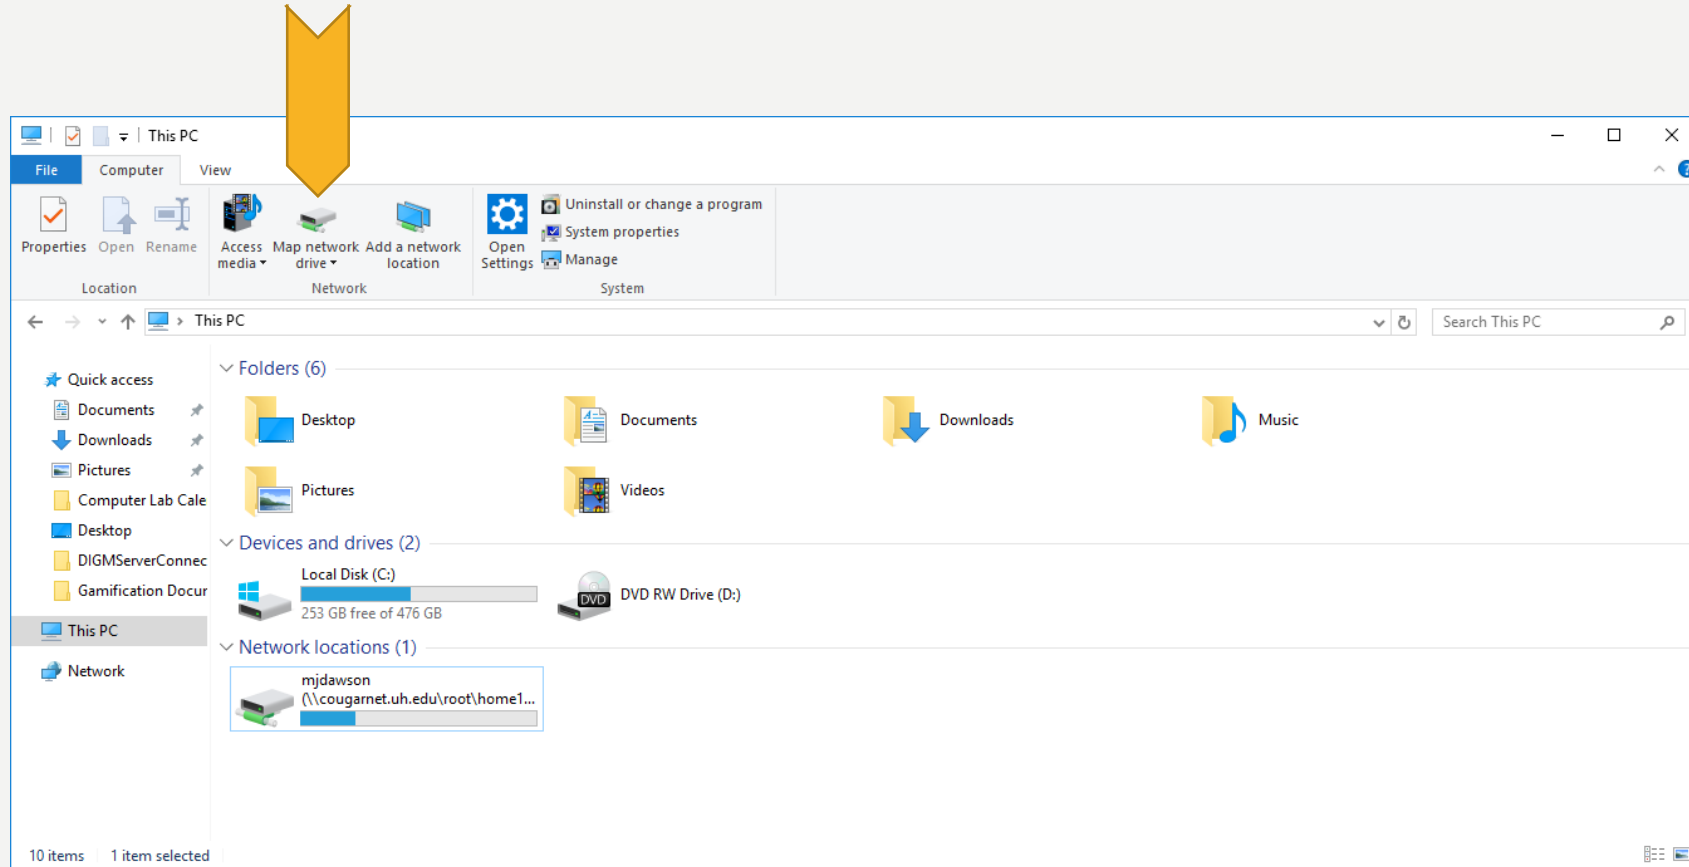 This PC
File Computer View
Properties Open Rename Access media Map network drive Add a network location Open Settings
Uninstall or change a program
System properties
Manage
Location Network System
This PC Search This PC
Quick access
Documents
Downloads
Pictures
Computer Lab Cale
Desktop
DIGMServerConnec
Gamification Docur
This PC
Network
Folders (6)
Desktop Documents Downloads Music
Pictures Videos
Devices and drives (2)
Local Disk (C:)
253 GB free of 476 GB
DVD
DVD RW Drive (D:)
Network locations (1)
mjdawson
(\\cougarnet.uh.edu\root\home1...
10 items 1 item selected